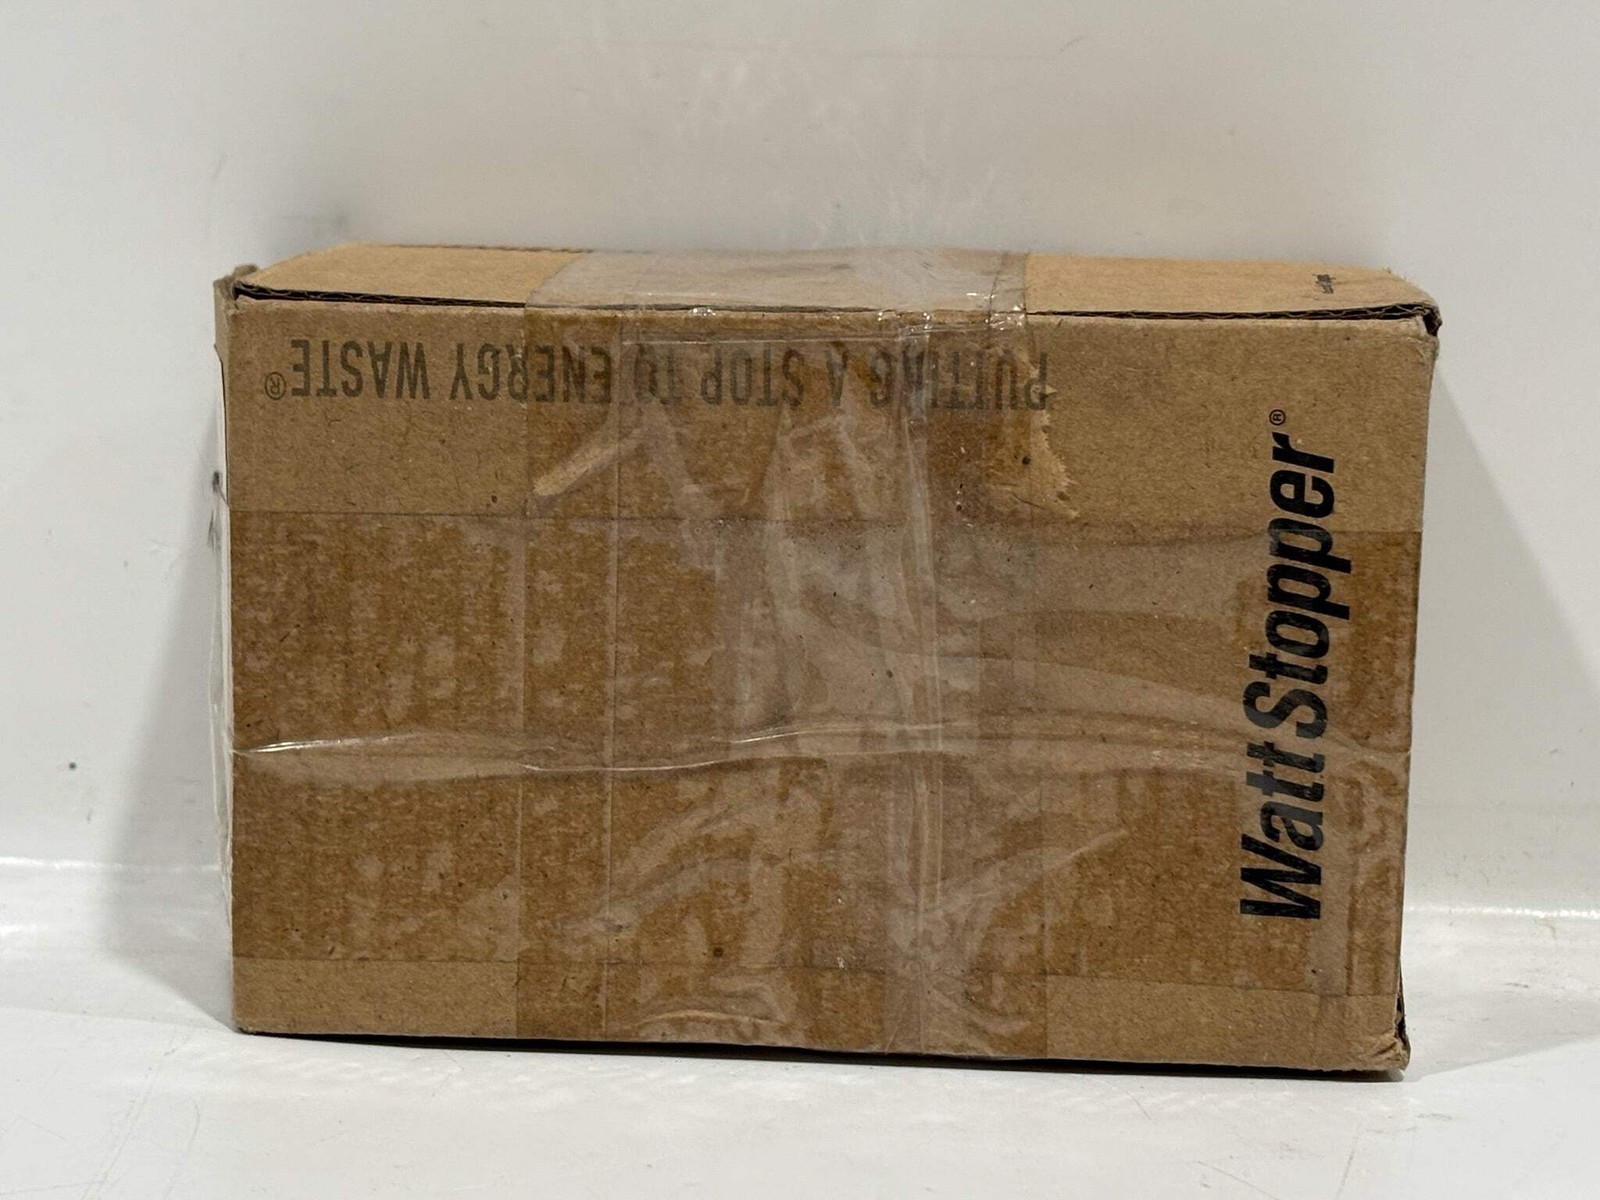 PUTTING A STOP TO ENERGY WASTE®
WattStopper®